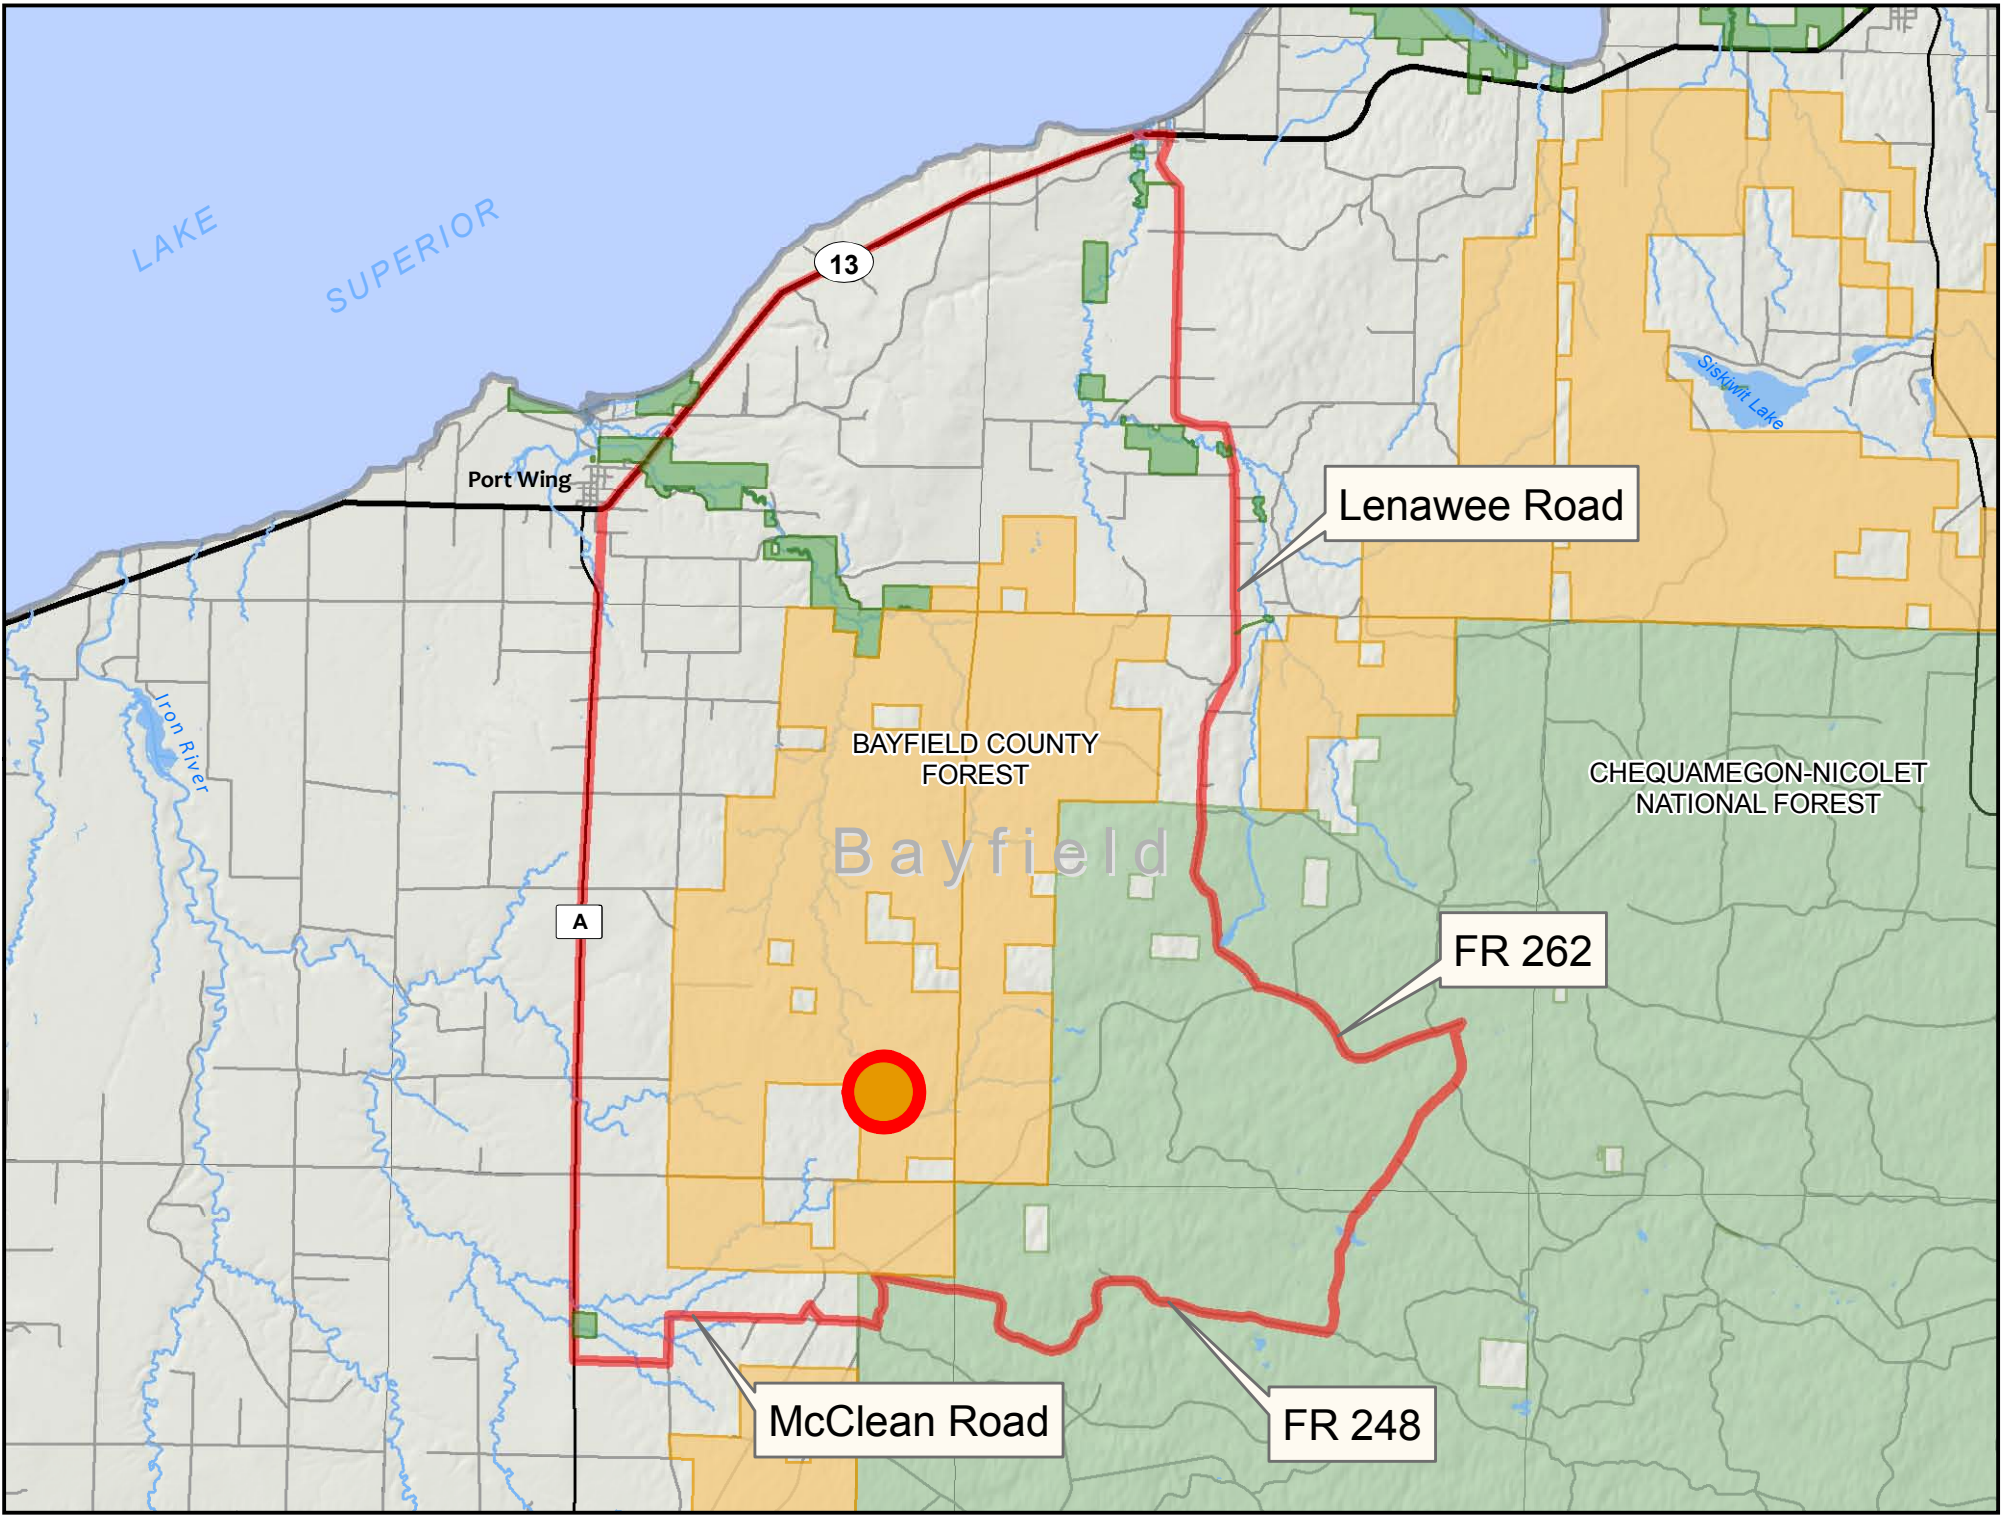 LAKE
SUPERIOR
13
Siskiwit Lake
Port Wing
Lenawee Road
Iron River
BAYFIELD COUNTY
FOREST
CHEQUAMEGON-NICOLET
NATIONAL FOREST
Bayfield
A
FR 262
McClean Road
FR 248